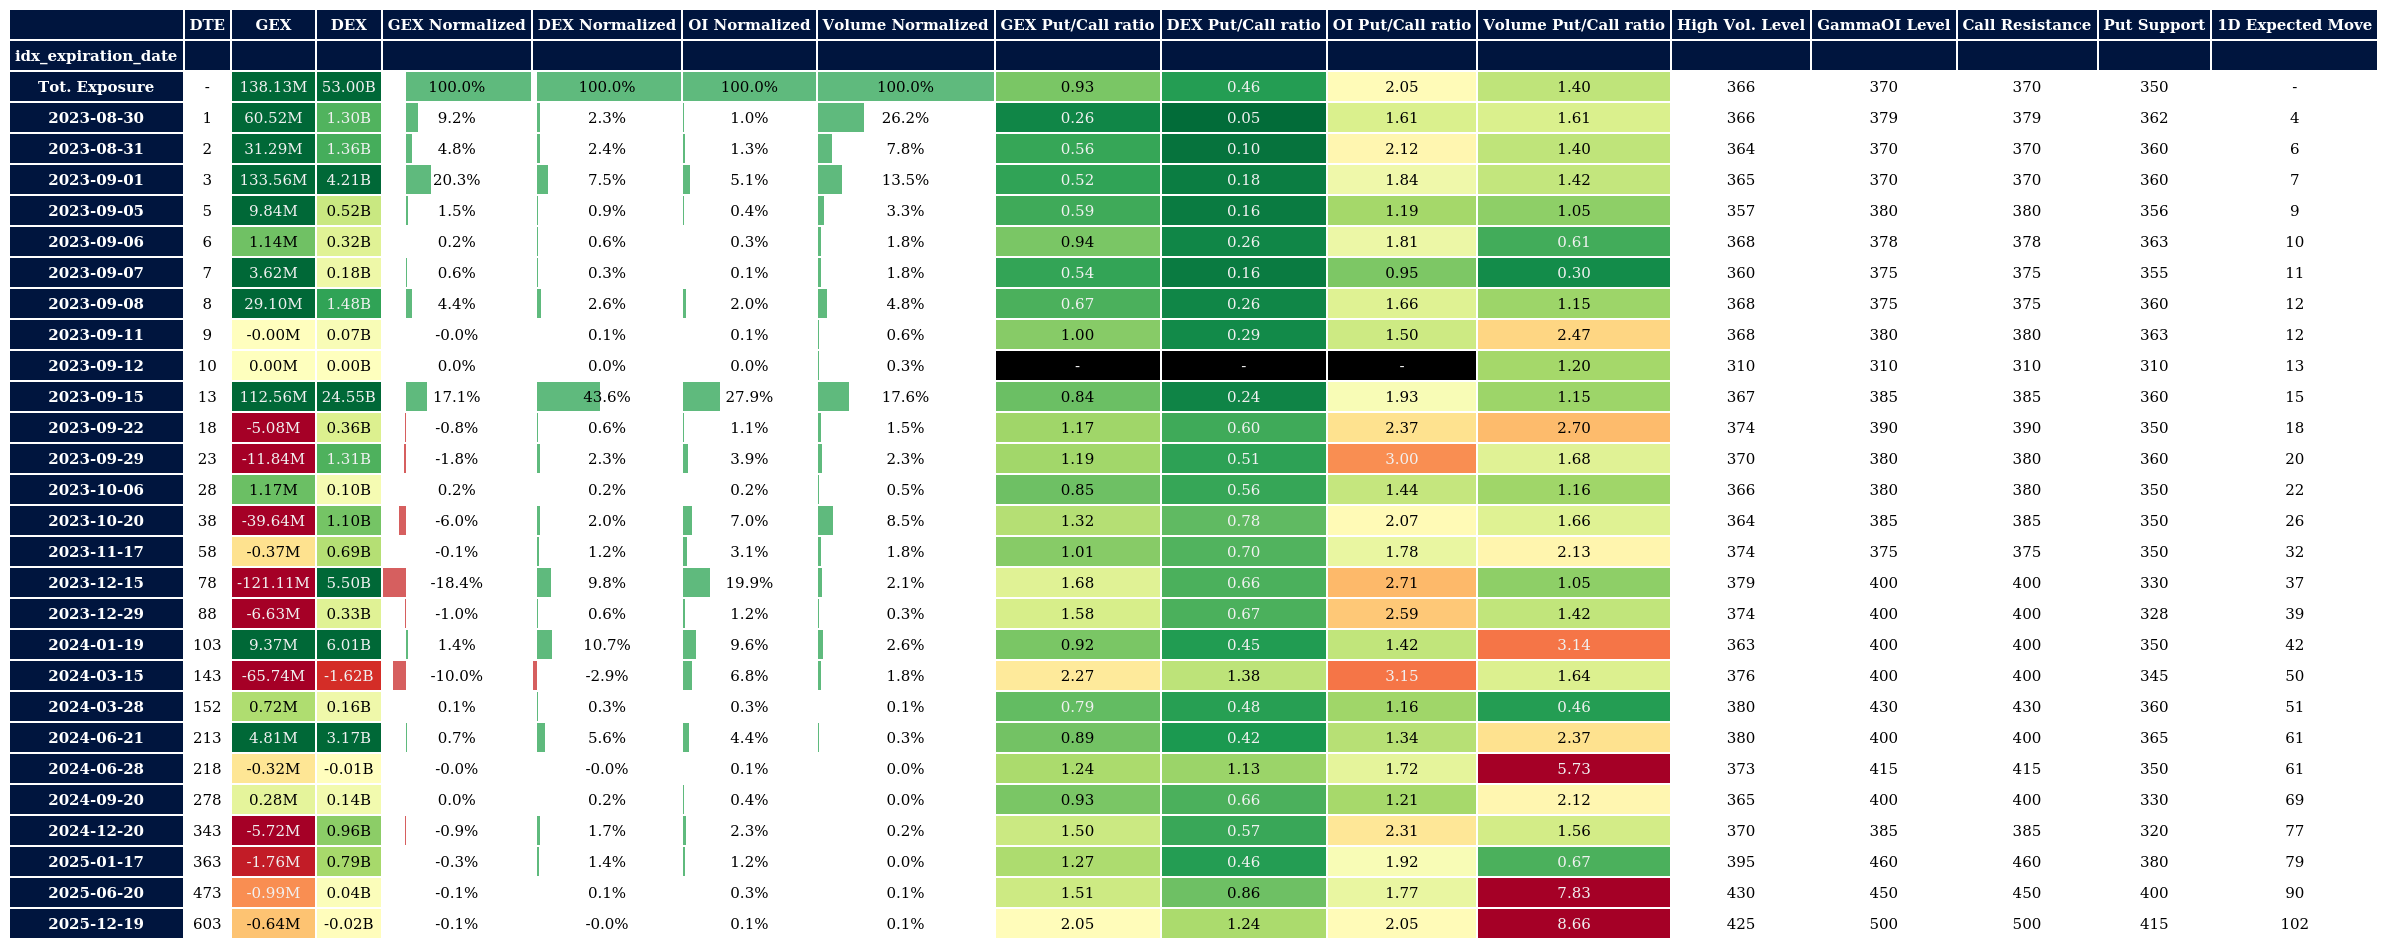 DTE GEX DEX GEX Normalized DEX Normalized OI Normalized Volume Normalized GEX Put/Call ratio DEX Put/Call ratio OI Put/Call ratio Volume Put/Call ratio High Vol. Level GammaOI Level Call Resistance Put Support 1D Expected Move
idx_expiration_date
Tot. Exposure - 138.13M 53.00B 100.0% 100.0% 100.0% 100.0% 0.93 0.46 2.05 1.40 366 370 370 350 -
2023-08-30 1 60.52M 1.30B 9.2% 2.3% 1.0% 26.2% 0.26 0.05 1.61 1.61 366 379 379 362 4
2023-08-31 2 31.29M 1.36B 4.8% 2.4% 1.3% 7.8% 0.56 0.10 2.12 1.40 364 370 370 360 6
2023-09-01 3 133.56M 4.21B 20.3% 7.5% 5.1% 13.5% 0.52 0.18 1.84 1.42 365 370 370 360 7
2023-09-05 5 9.84M 0.52B 1.5% 0.9% 0.4% 3.3% 0.59 0.16 1.19 1.05 357 380 380 356 9
2023-09-06 6 1.14M 0.32B 0.2% 0.6% 0.3% 1.8% 0.94 0.26 1.81 0.61 368 378 378 363 10
2023-09-07 7 3.62M 0.18B 0.6% 0.3% 0.1% 1.8% 0.54 0.16 0.95 0.30 360 375 375 355 11
2023-09-08 8 29.10M 1.48B 4.4% 2.6% 2.0% 4.8% 0.67 0.26 1.66 1.15 368 375 375 360 12
2023-09-11 9 -0.00M 0.07B -0.0% 0.1% 0.1% 0.6% 1.00 0.29 1.50 2.47 368 380 380 363 12
2023-09-12 10 0.00M 0.00B 0.0% 0.0% 0.0% 0.3% - - - 1.20 310 310 310 310 13
2023-09-15 13 112.56M 24.55B 17.1% 43.6% 27.9% 17.6% 0.84 0.24 1.93 1.15 367 385 385 360 15
2023-09-22 18 -5.08M 0.36B -0.8% 0.6% 1.1% 1.5% 1.17 0.60 2.37 2.70 374 390 390 350 18
2023-09-29 23 -11.84M 1.31B -1.8% 2.3% 3.9% 2.3% 1.19 0.51 3.00 1.68 370 380 380 360 20
2023-10-06 28 1.17M 0.10B 0.2% 0.2% 0.2% 0.5% 0.85 0.56 1.44 1.16 366 380 380 350 22
2023-10-20 38 -39.64M 1.10B -6.0% 2.0% 7.0% 8.5% 1.32 0.78 2.07 1.66 364 385 385 350 26
2023-11-17 58 -0.37M 0.69B -0.1% 1.2% 3.1% 1.8% 1.01 0.70 1.78 2.13 374 375 375 350 32
2023-12-15 78 -121.11M 5.50B -18.4% 9.8% 19.9% 2.1% 1.68 0.66 2.71 1.05 379 400 400 330 37
2023-12-29 88 -6.63M 0.33B -1.0% 0.6% 1.2% 0.3% 1.58 0.67 2.59 1.42 374 400 400 328 39
2024-01-19 103 9.37M 6.01B 1.4% 10.7% 9.6% 2.6% 0.92 0.45 1.42 3.14 363 400 400 350 42
2024-03-15 143 -65.74M -1.62B -10.0% -2.9% 6.8% 1.8% 2.27 1.38 3.15 1.64 376 400 400 345 50
2024-03-28 152 0.72M 0.16B 0.1% 0.3% 0.3% 0.1% 0.79 0.48 1.16 0.46 380 430 430 360 51
2024-06-21 213 4.81M 3.17B 0.7% 5.6% 4.4% 0.3% 0.89 0.42 1.34 2.37 380 400 400 365 61
2024-06-28 218 -0.32M -0.01B -0.0% -0.0% 0.1% 0.0% 1.24 1.13 1.72 5.73 373 415 415 350 61
2024-09-20 278 0.28M 0.14B 0.0% 0.2% 0.4% 0.0% 0.93 0.66 1.21 2.12 365 400 400 330 69
2024-12-20 343 -5.72M 0.96B -0.9% 1.7% 2.3% 0.2% 1.50 0.57 2.31 1.56 370 385 385 320 77
2025-01-17 363 -1.76M 0.79B -0.3% 1.4% 1.2% 0.0% 1.27 0.46 1.92 0.67 395 460 460 380 79
2025-06-20 473 -0.99M 0.04B -0.1% 0.1% 0.3% 0.1% 1.51 0.86 1.77 7.83 430 450 450 400 90
2025-12-19 603 -0.64M -0.02B -0.1% -0.0% 0.1% 0.1% 2.05 1.24 2.05 8.66 425 500 500 415 102